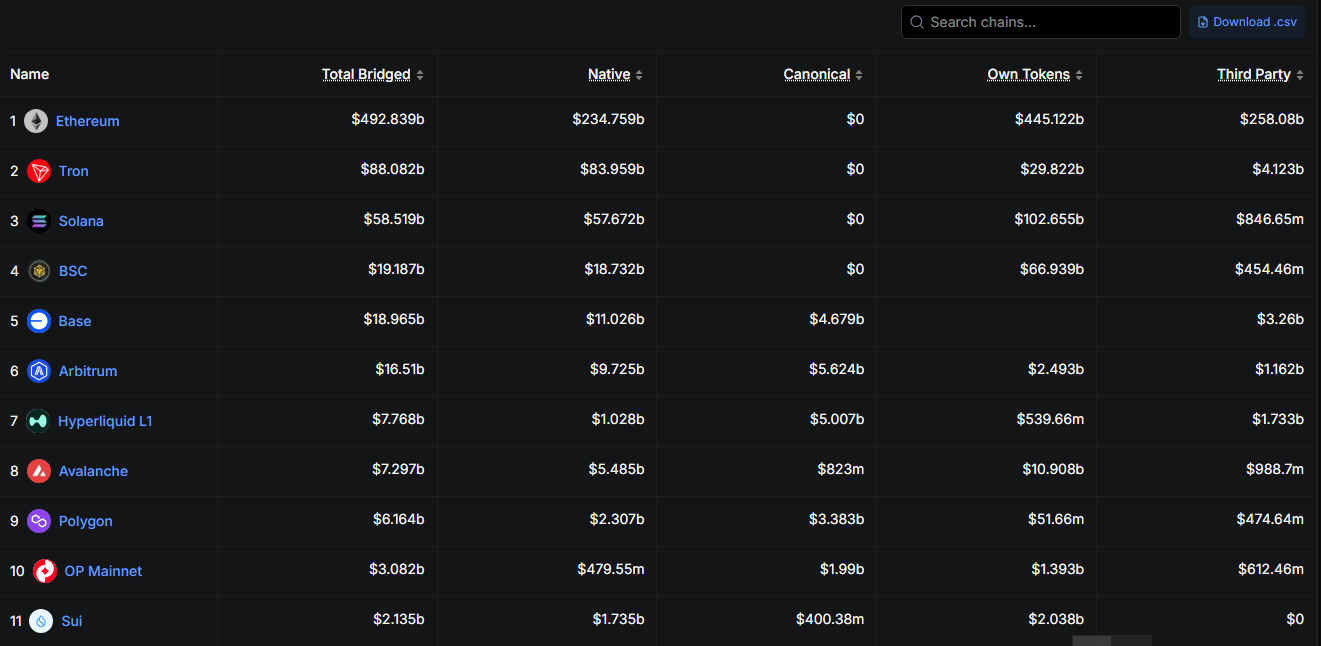 Search chains...
Download .csv
Name Total Bridged Native Canonical Own Tokens Third Party
1 Ethereum $492.839b $234.759b $0 $445.122b $258.08b
2 Tron $88.082b $83.959b $0 $29.822b $4.123b
3 Solana $58.519b $57.672b $0 $102.655b $846.65m
4 BSC $19.187b $18.732b $0 $66.939b $454.46m
5 Base $18.965b $11.026b $4.679b $3.26b
6 Arbitrum $16.51b $9.725b $5.624b $2.493b $1.162b
7 Hyperliquid L1 $7.768b $1.028b $5.007b $539.66m $1.733b
8 Avalanche $7.297b $5.485b $823m $10.908b $988.7m
9 Polygon $6.164b $2.307b $3.383b $51.66m $474.64m
10 OP Mainnet $3.082b $479.55m $1.99b $1.393b $612.46m
11 Sui $2.135b $1.735b $400.38m $2.038b $0